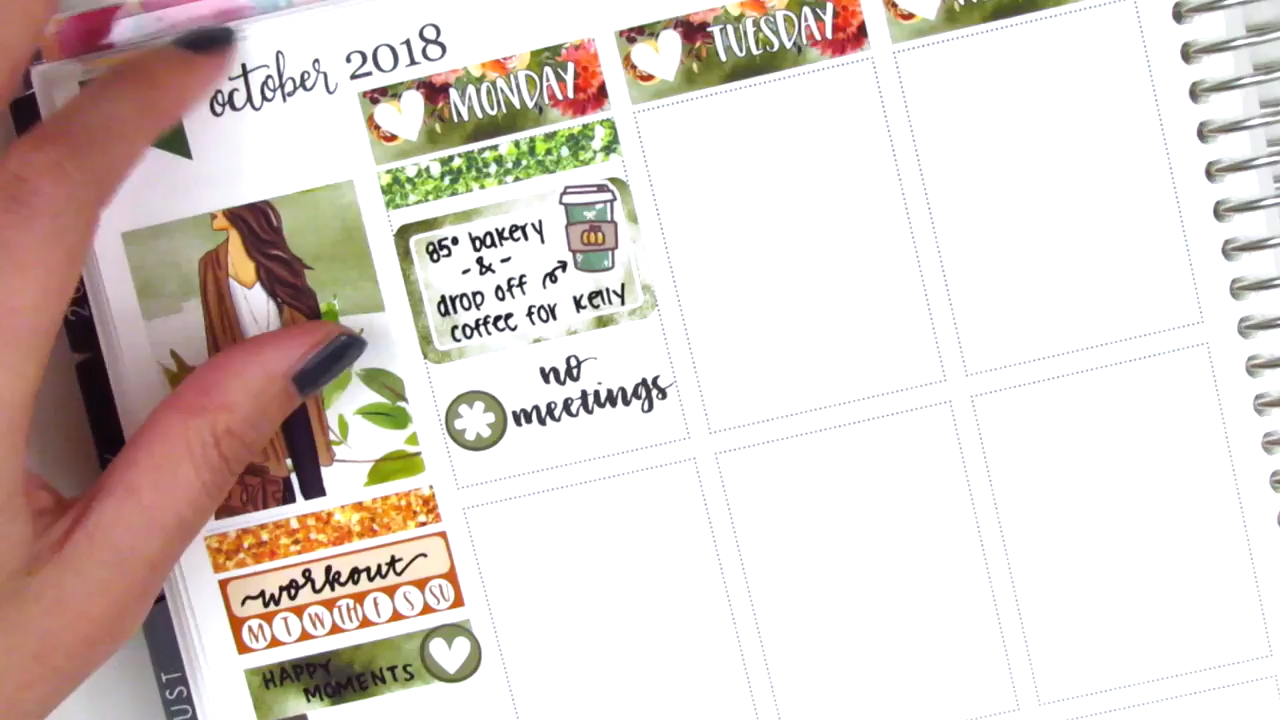 october 2018
MONDAY
TUESDAY
85° bakery
-&-
drop off
coffee for Kelly
no
meetings
workout
M T W TH F S SU
HAPPY
MOMENTS
UST